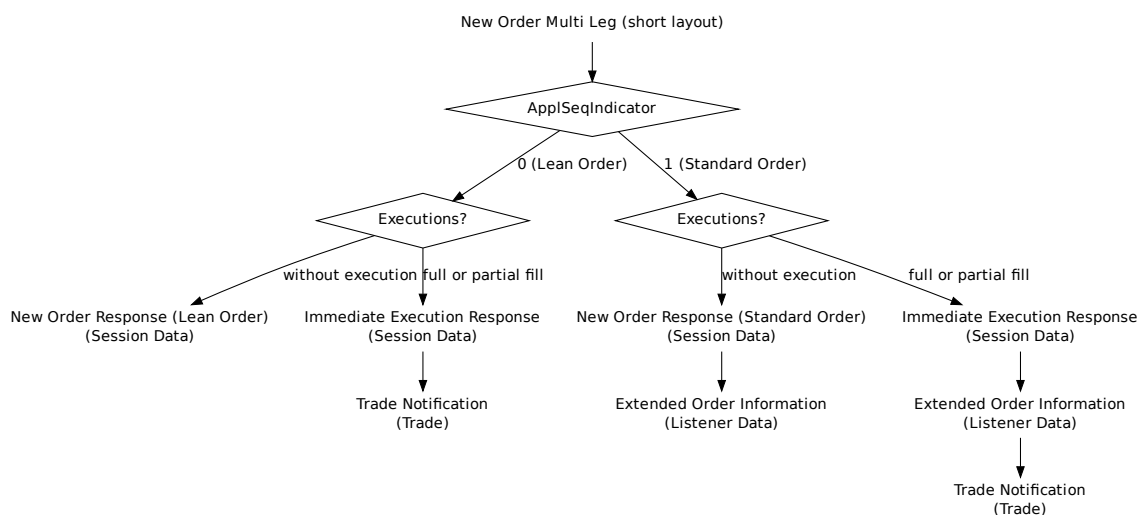 New Order Multi Leg (short layout)
ApplSeqIndicator
0 (Lean Order)
1 (Standard Order)
Executions?
Executions?
without execution
full or partial fill
without execution
full or partial fill
New Order Response (Lean Order)
(Session Data)
Immediate Execution Response
(Session Data)
New Order Response (Standard Order)
(Session Data)
Immediate Execution Response
(Session Data)
Trade Notification
(Trade)
Extended Order Information
(Listener Data)
Extended Order Information
(Listener Data)
Trade Notification
(Trade)